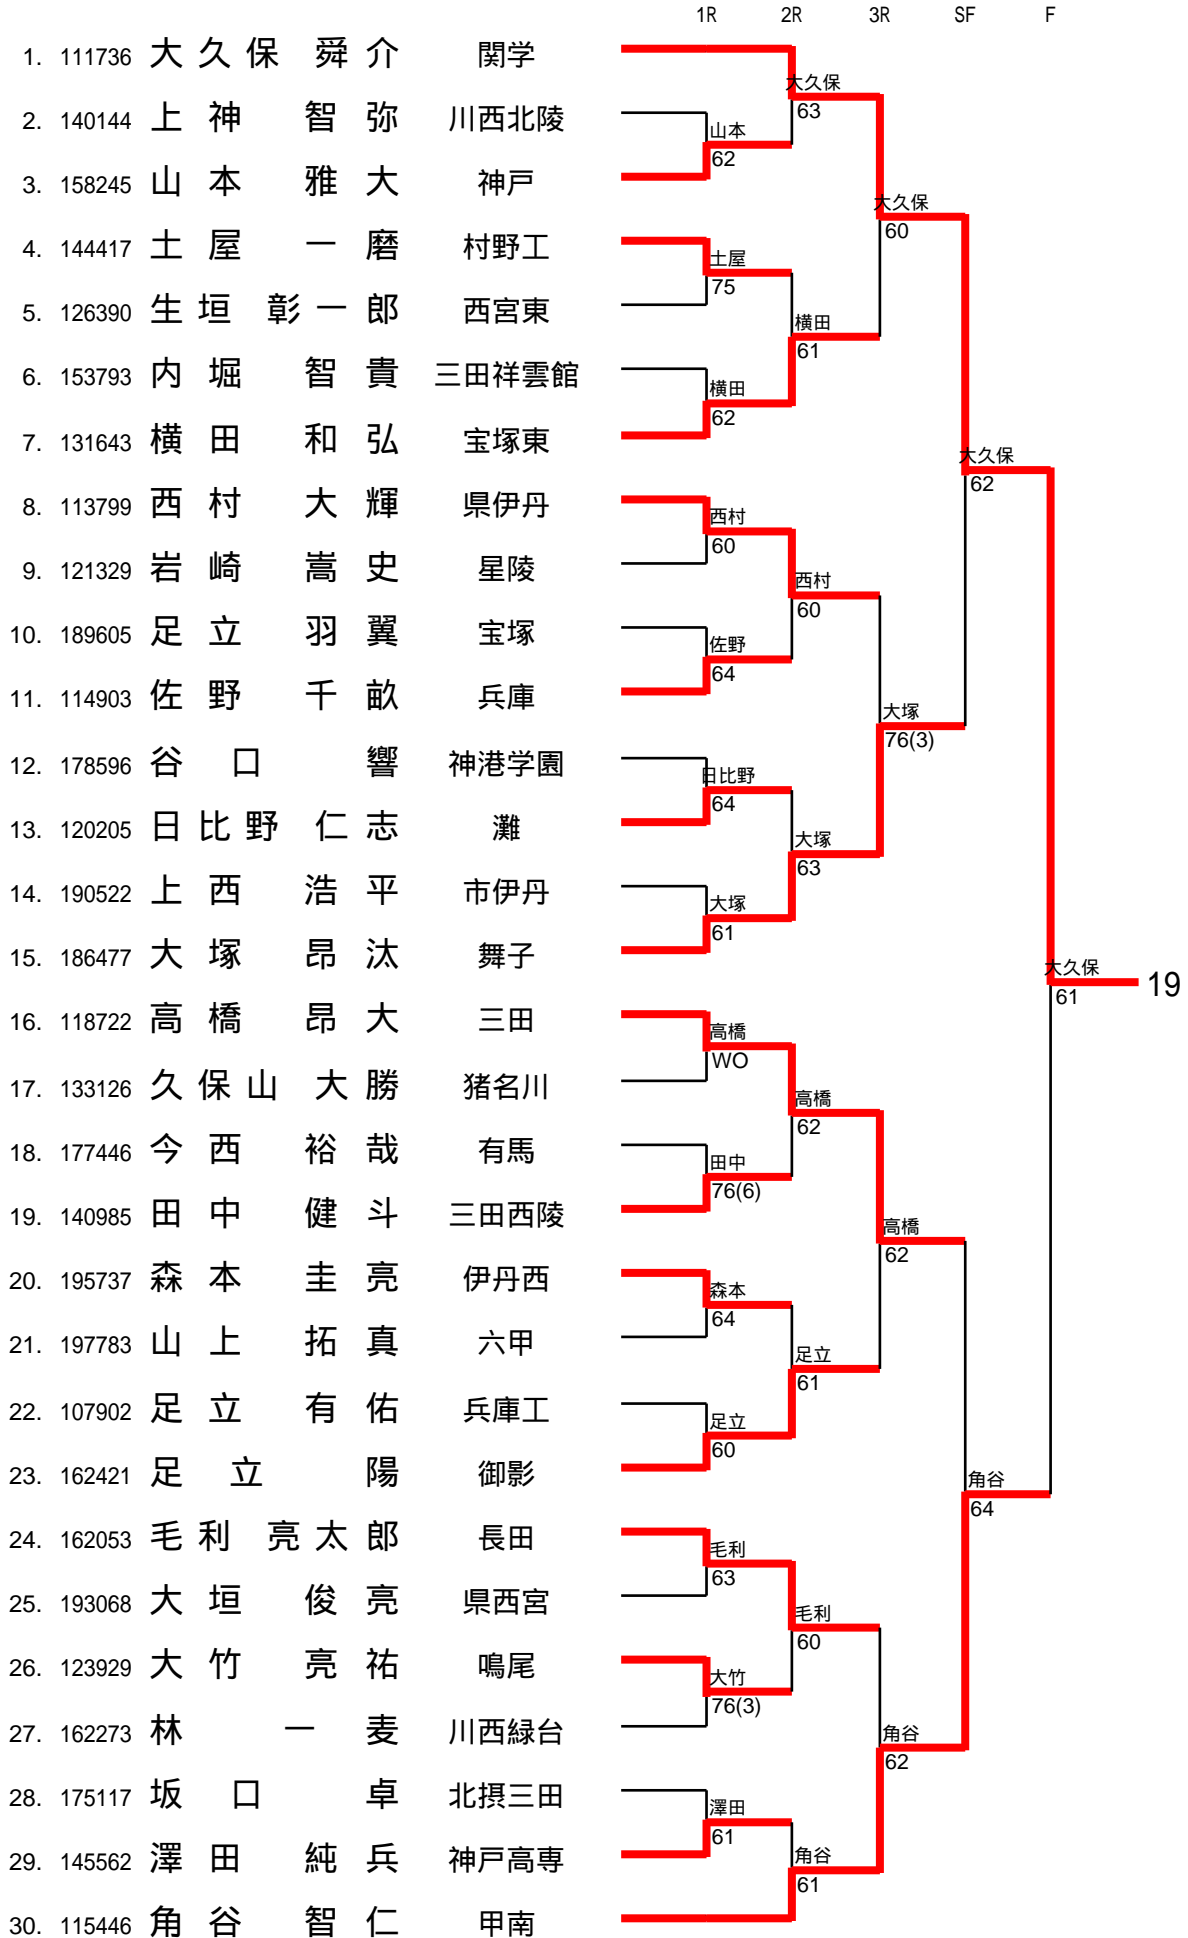 1R 2R 3R SF F
1. 111736 大久保 舜介 関学
大久保
2. 140144 上神 智弥 川西北陵
63
山本
62
3. 158245 山本 雅大 神戸
大久保
60
4. 144417 土屋 一磨 村野工
土屋
75
5. 126390 生垣 彰一郎 西宮東
横田
61
6. 153793 内堀 智貴 三田祥雲館
横田
62
7. 131643 横田 和弘 宝塚東
大久保
62
8. 113799 西村 大輝 県伊丹
西村
60
9. 121329 岩崎 嵩史 星陵
西村
60
10. 189605 足立 羽翼 宝塚
佐野
64
11. 114903 佐野 千畝 兵庫
大塚
76(3)
12. 178596 谷口 響 神港学園
日比野
64
13. 120205 日比野 仁志 灘
大塚
63
14. 190522 上西 浩平 市伊丹
大塚
61
15. 186477 大塚 昂汰 舞子
大久保
61
19
16. 118722 高橋 昂大 三田
高橋
WO
17. 133126 久保山 大勝 猪名川
高橋
62
18. 177446 今西 裕哉 有馬
田中
76(6)
19. 140985 田中 健斗 三田西陵
高橋
62
20. 195737 森本 圭亮 伊丹西
森本
64
21. 197783 山上 拓真 六甲
足立
61
22. 107902 足立 有佑 兵庫工
足立
60
23. 162421 足立 陽 御影
角谷
64
24. 162053 毛利 亮太郎 長田
毛利
63
25. 193068 大垣 俊亮 県西宮
毛利
60
26. 123929 大竹 亮祐 鳴尾
大竹
76(3)
27. 162273 林 一麦 川西緑台
角谷
62
28. 175117 坂口 卓 北摂三田
澤田
61
29. 145562 澤田 純兵 神戸高専
角谷
61
30. 115446 角谷 智仁 甲南